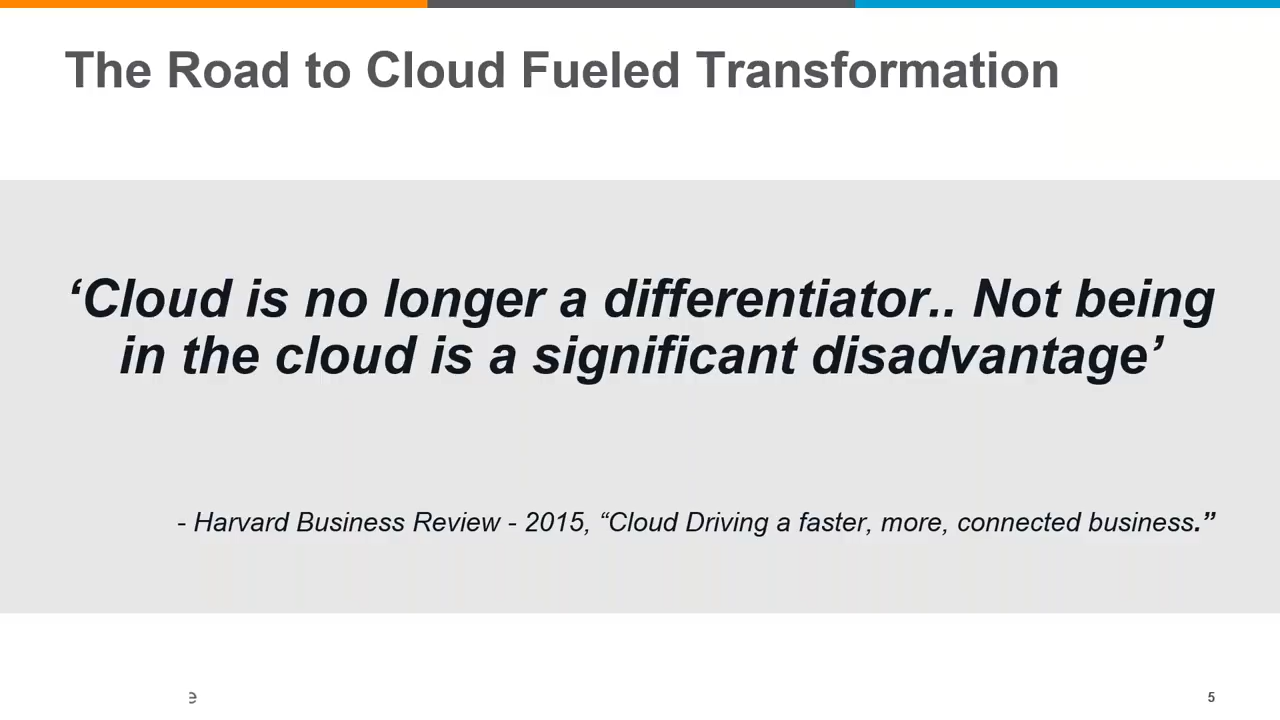 The Road to Cloud Fueled Transformation
‘Cloud is no longer a differentiator.. Not being
in the cloud is a significant disadvantage’
- Harvard Business Review - 2015, “Cloud Driving a faster, more, connected business.”
5